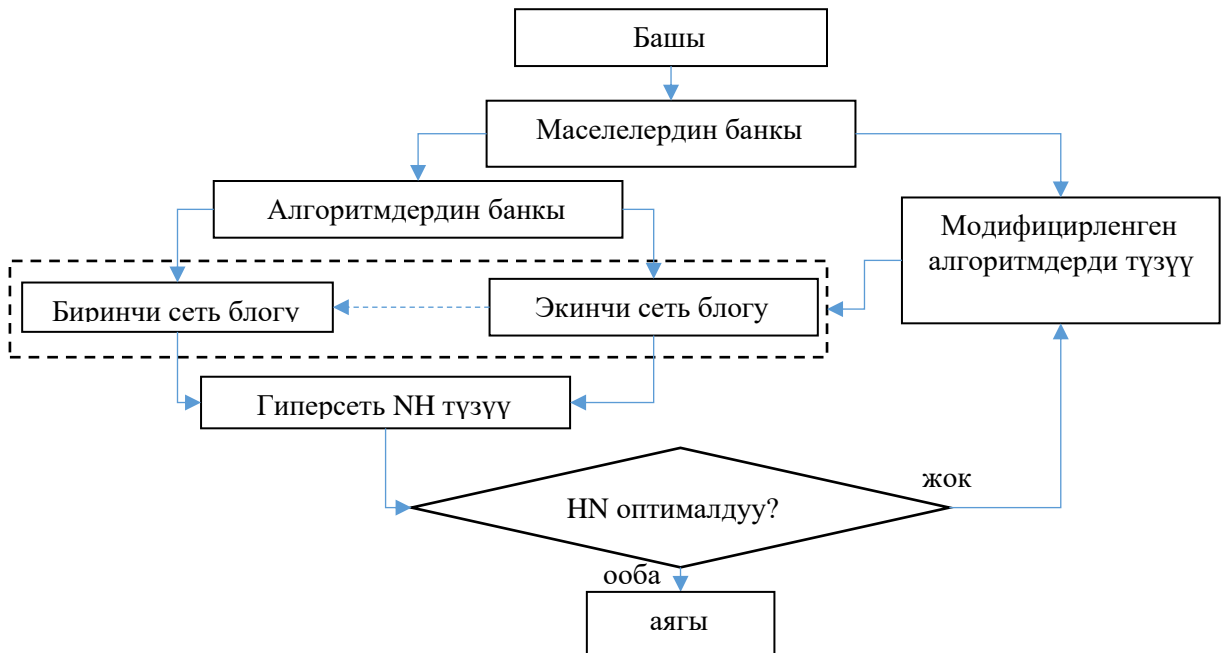 Башы
Маселелердин банкы
Алгоритмдердин банкы
Модифицирленген
алгоритмдерди түзүү
Биринчи сеть блогу
Экинчи сеть блогу
Гиперсеть NH түзүү
жок
HN оптималдуу?
ооба
аягы